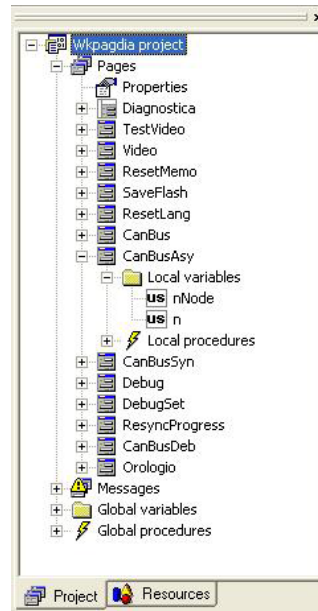 Wkpagdia project
Pages
Properties
Diagnostica
TestVideo
Video
ResetMemo
SaveFlash
ResetLang
CanBus
CanBusAsy
Local variables
us nNode
us n
Local procedures
CanBusSyn
Debug
DebugSet
ResyncProgress
CanBusDeb
Orologio
Messages
Global variables
Global procedures
Project Resources